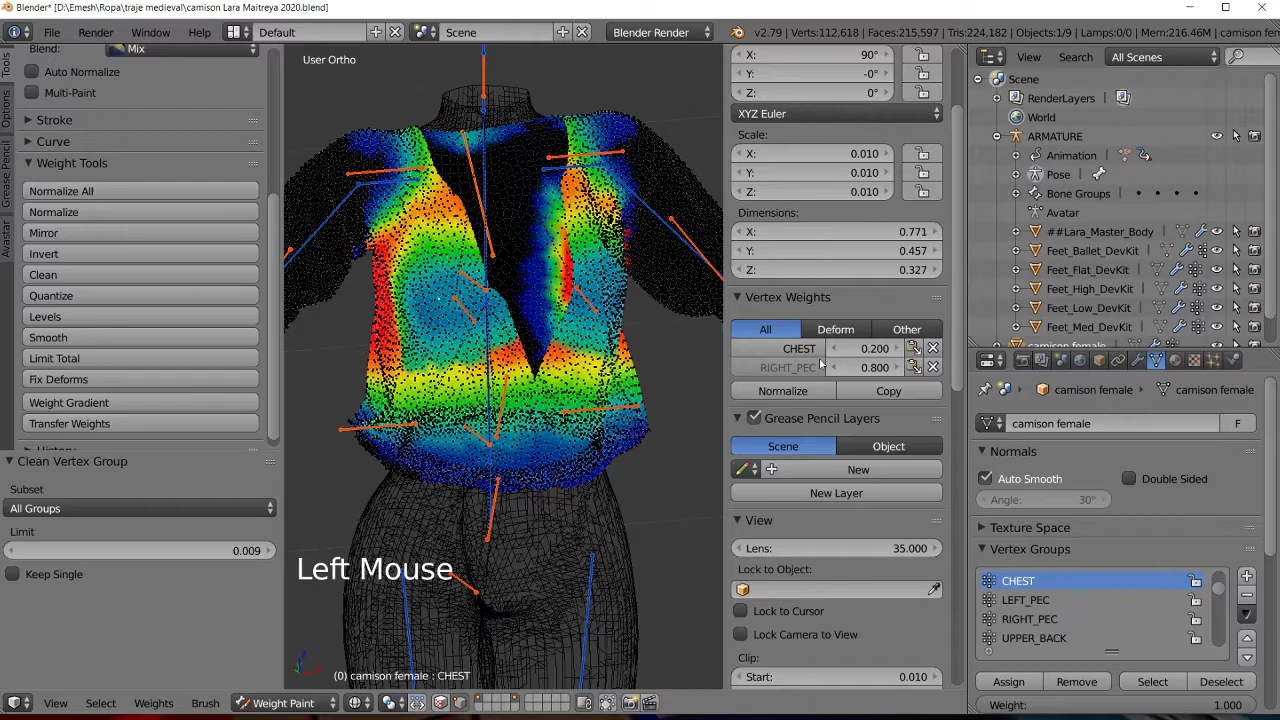 Blender* [D:\Emesh\Ropa\traje medieval\camison Lara Maitreya 2020.blend]
File Render Window Help Default Scene Blender Render v2.79 | Verts:112,618 | Faces:215,597 | Tris:224,182 | Objects:1/9 | Lamps:0/0 | Mem:216.46M | camison fe
Blend: Mix
Auto Normalize
Multi-Paint
Stroke
Curve
Weight Tools
Normalize All
Normalize
Mirror
Invert
Clean
Quantize
Levels
Smooth
Limit Total
Fix Deforms
Weight Gradient
Transfer Weights
Clean Vertex Group
Subset
All Groups
Limit
0.009
Keep Single
Tools
Options
Grease Pencil
Avastar
User Ortho
Left Mouse
(0) camison female : CHEST
View Select Weights Brush Weight Paint
X: 90°
Y: -0°
Z: 0°
XYZ Euler
Scale:
X: 0.010
Y: 0.010
Z: 0.010
Dimensions:
X: 0.771
Y: 0.457
Z: 0.327
Vertex Weights
All Deform Other
CHEST 0.200
RIGHT_PEC 0.800
Normalize Copy
Grease Pencil Layers
Scene Object
New
New Layer
View
Lens: 35.000
Lock to Object:
Lock to Cursor
Lock Camera to View
Clip:
Start: 0.010
View Search All Scenes
Scene
RenderLayers
World
ARMATURE
Animation
Pose
Bone Groups
Avatar
##Lara_Master_Body
Feet_Ballet_DevKit
Feet_Flat_DevKit
Feet_High_DevKit
Feet_Low_DevKit
Feet_Med_DevKit
camison female
camison female camison female
camison female F
Normals
Auto Smooth Double Sided
Angle: 30°
Texture Space
Vertex Groups
CHEST
LEFT_PEC
RIGHT_PEC
UPPER_BACK
Assign Remove Select Deselect
Weight: 1.000